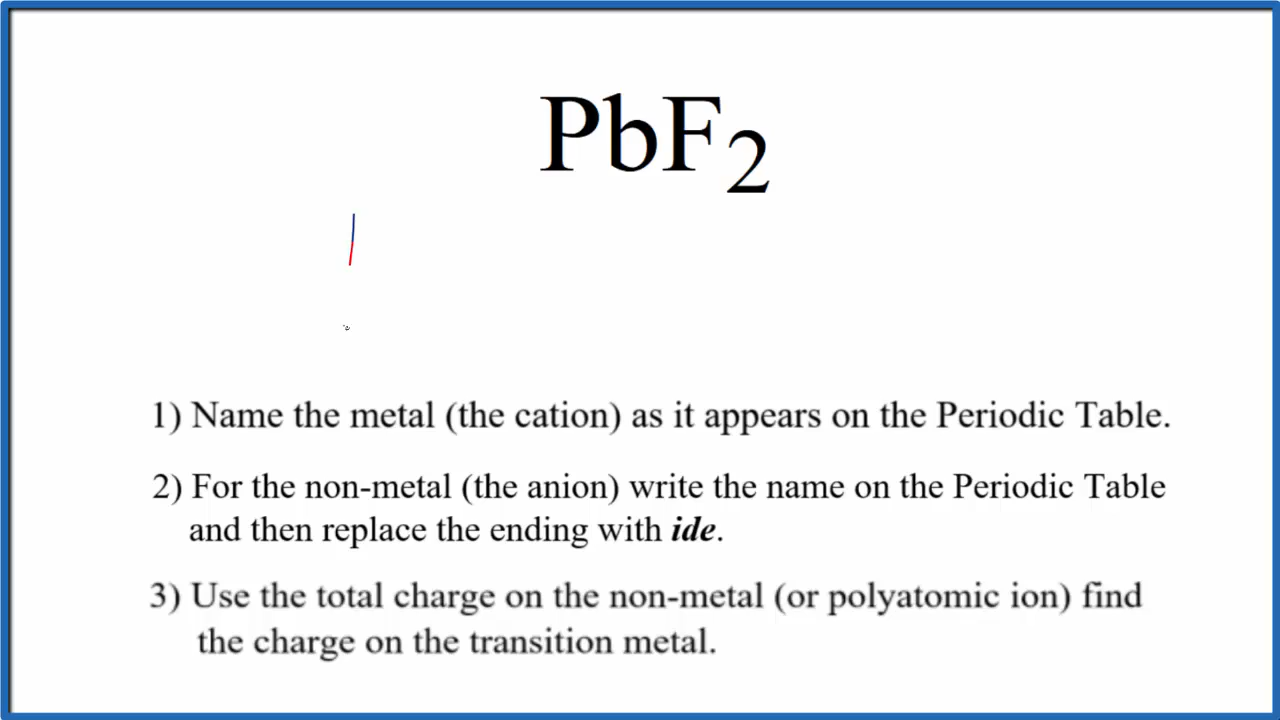 PbF₂
1) Name the metal (the cation) as it appears on the Periodic Table.
2) For the non-metal (the anion) write the name on the Periodic Table
and then replace the ending with ide.
3) Use the total charge on the non-metal (or polyatomic ion) find
the charge on the transition metal.